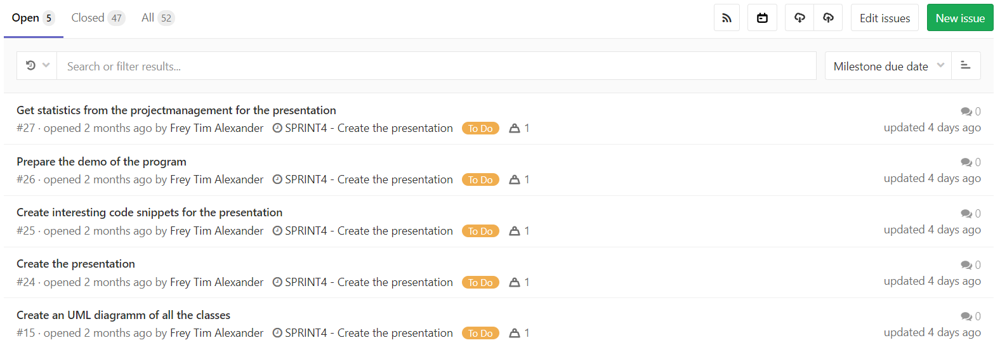 Open 5 Closed 47 All 52 Edit issues New issue
Search or filter results... Milestone due date
Get statistics from the projectmanagement for the presentation 0
#27 · opened 2 months ago by Frey Tim Alexander SPRINT4 - Create the presentation To Do 1 updated 4 days ago
Prepare the demo of the program 0
#26 · opened 2 months ago by Frey Tim Alexander SPRINT4 - Create the presentation To Do 1 updated 4 days ago
Create interesting code snippets for the presentation 0
#25 · opened 2 months ago by Frey Tim Alexander SPRINT4 - Create the presentation To Do 1 updated 4 days ago
Create the presentation 0
#24 · opened 2 months ago by Frey Tim Alexander SPRINT4 - Create the presentation To Do 1 updated 4 days ago
Create an UML diagramm of all the classes 0
#15 · opened 2 months ago by Frey Tim Alexander SPRINT4 - Create the presentation To Do 1 updated 4 days ago